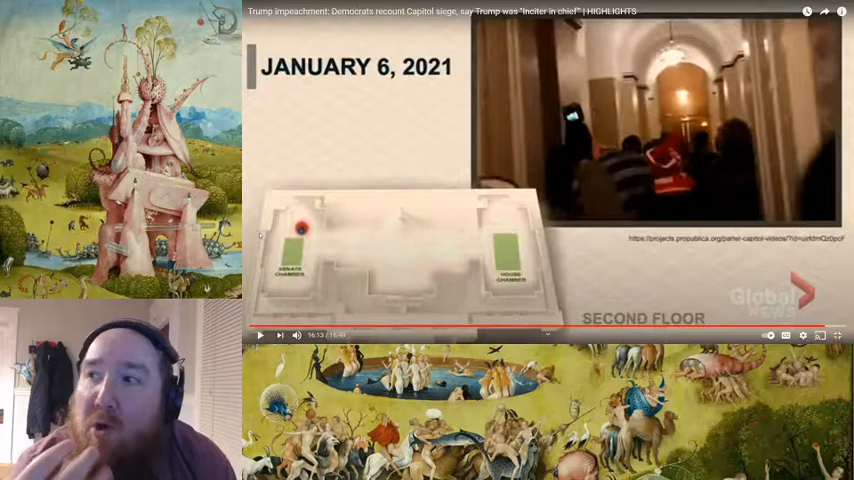 Trump impeachment: Democrats recount Capitol siege, say Trump was "Inciter in chief" | HIGHLIGHTS
JANUARY 6, 2021
https://projects.propublica.org/parler-capitol-videos/?id=uirfdmQz0pcF
SENATE
CHAMBER
HOUSE
CHAMBER
Global
NEWS
SECOND FLOOR
16:13 / 16:49